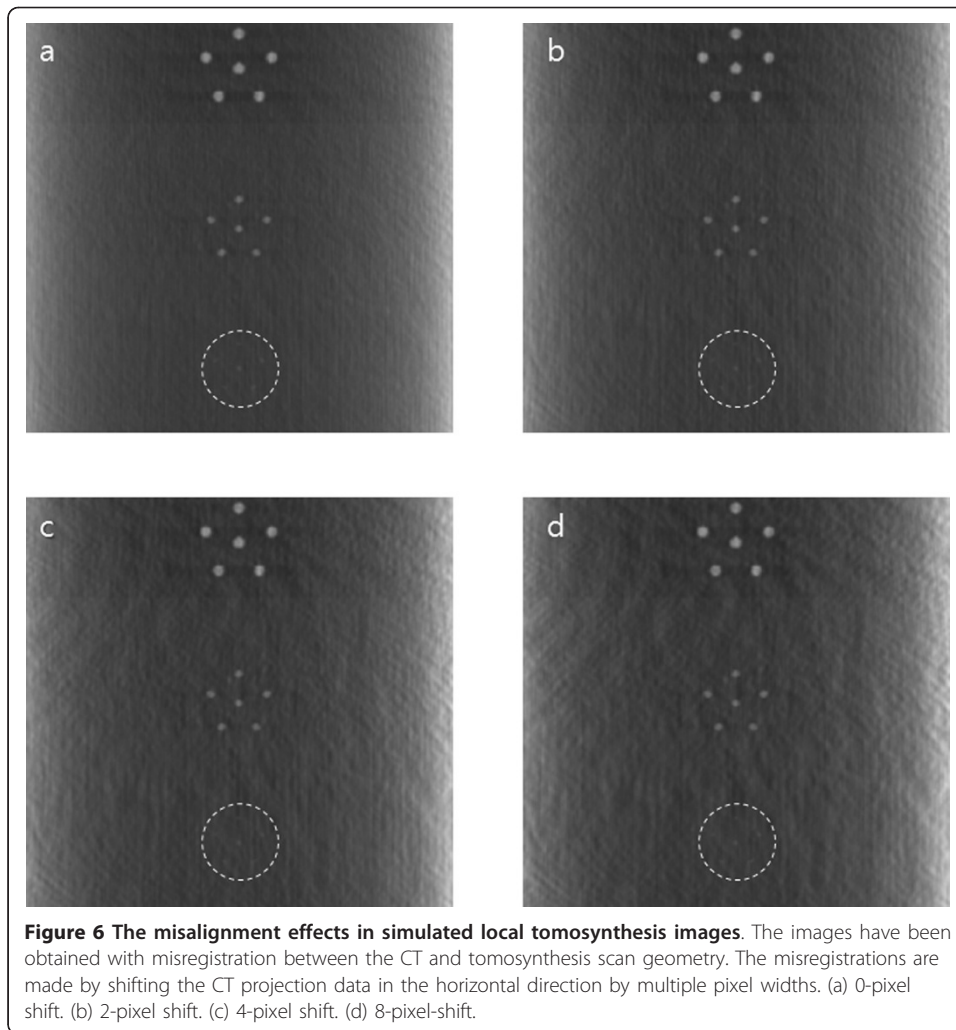 a
b
c
d
Figure 6 The misalignment effects in simulated local tomosynthesis images. The images have been
obtained with misregistration between the CT and tomosynthesis scan geometry. The misregistrations are
made by shifting the CT projection data in the horizontal direction by multiple pixel widths. (a) 0-pixel
shift. (b) 2-pixel shift. (c) 4-pixel shift. (d) 8-pixel-shift.